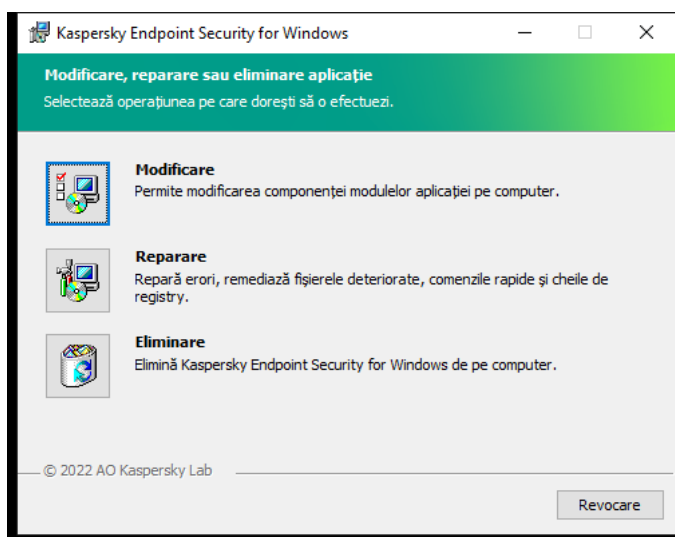 Kaspersky Endpoint Security for Windows
Modificare, reparare sau eliminare aplicație
Selectează operațiunea pe care dorești să o efectuezi.
Modificare
Permite modificarea componenței modulelor aplicației pe computer.
Reparare
Repară erori, remediază fișierele deteriorate, comenzile rapide și cheile de
registry.
Eliminare
Elimină Kaspersky Endpoint Security for Windows de pe computer.
© 2022 AO Kaspersky Lab
Revocare